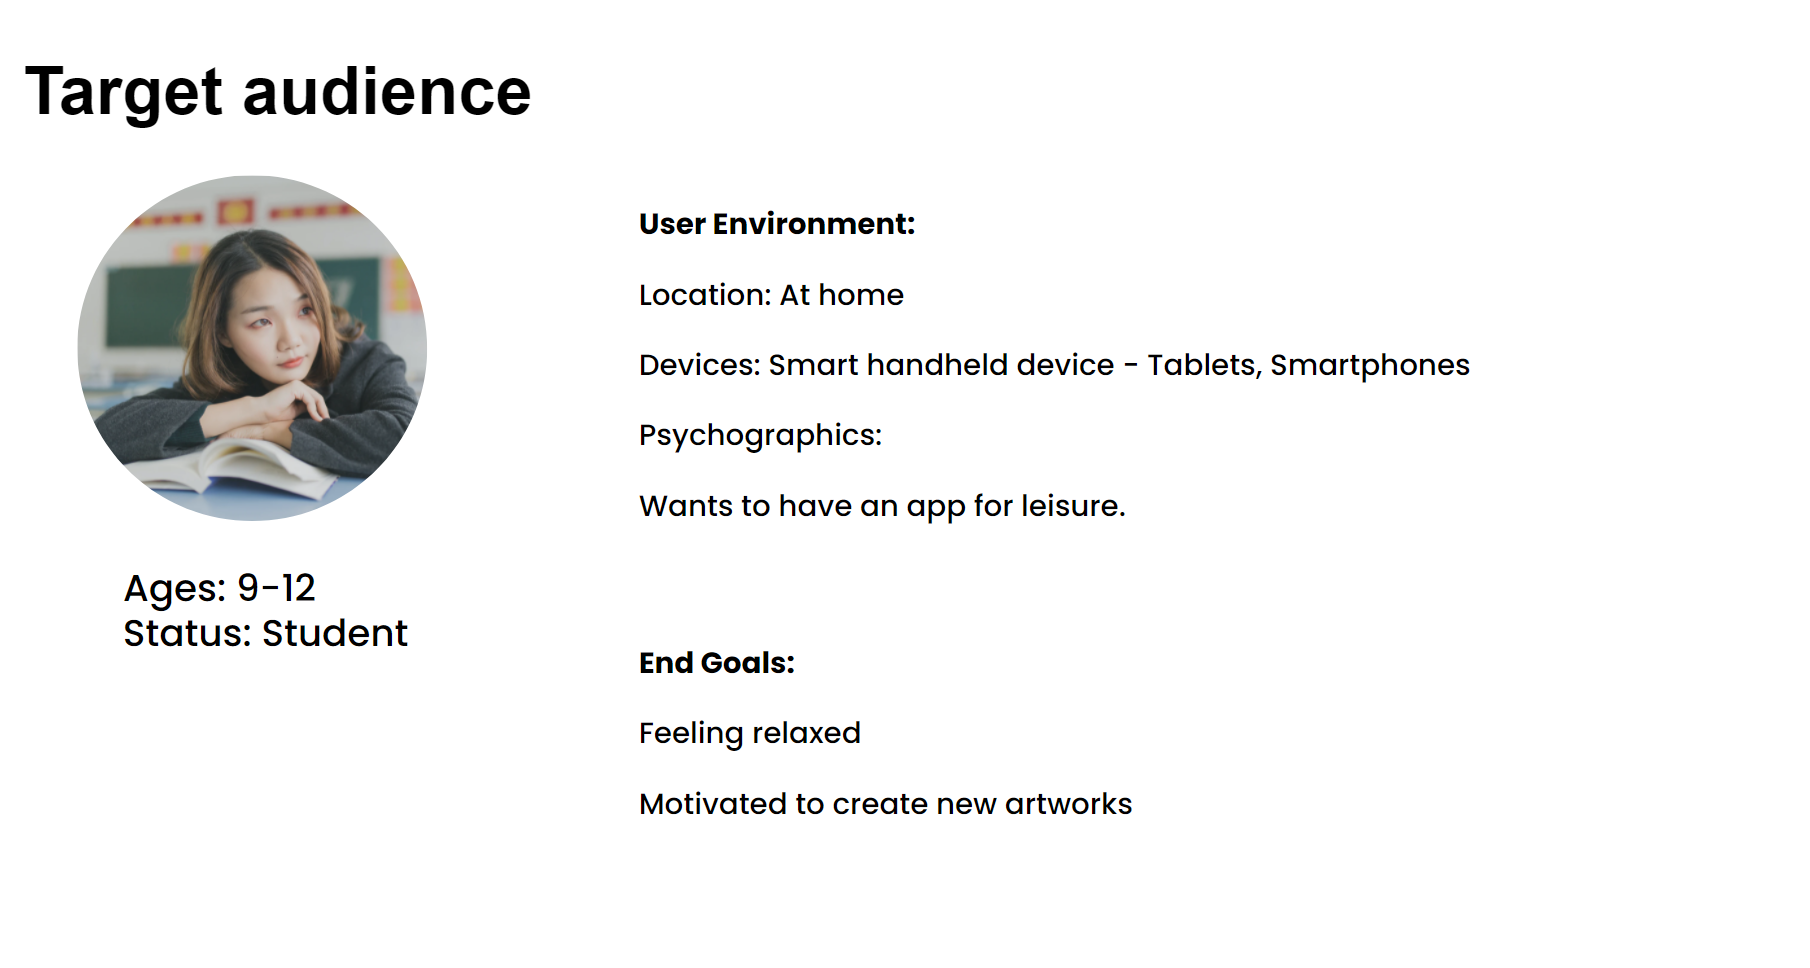 Target audience
Ages: 9-12
Status: Student
User Environment:
Location: At home
Devices: Smart handheld device - Tablets, Smartphones
Psychographics:
Wants to have an app for leisure.
End Goals:
Feeling relaxed
Motivated to create new artworks